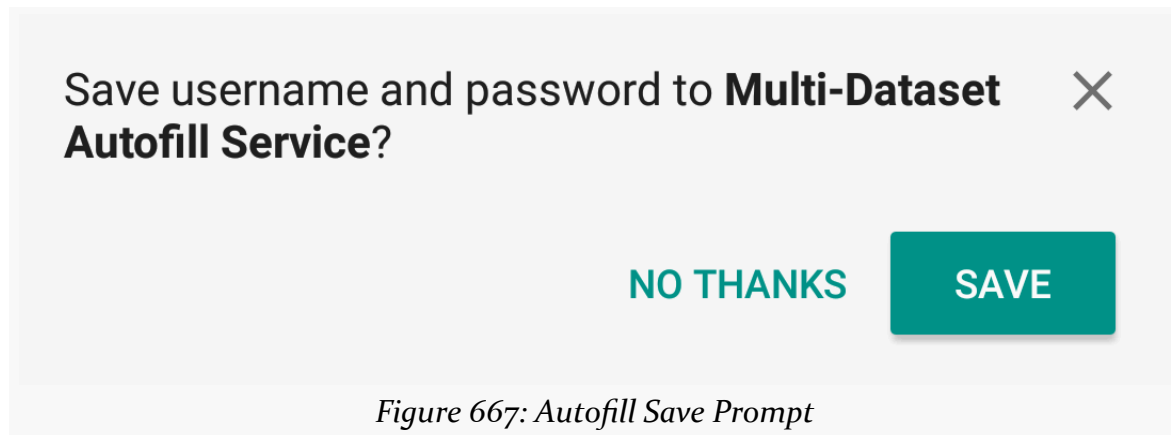 Save username and password to Multi-Dataset
Autofill Service?
NO THANKS
SAVE
Figure 667: Autofill Save Prompt